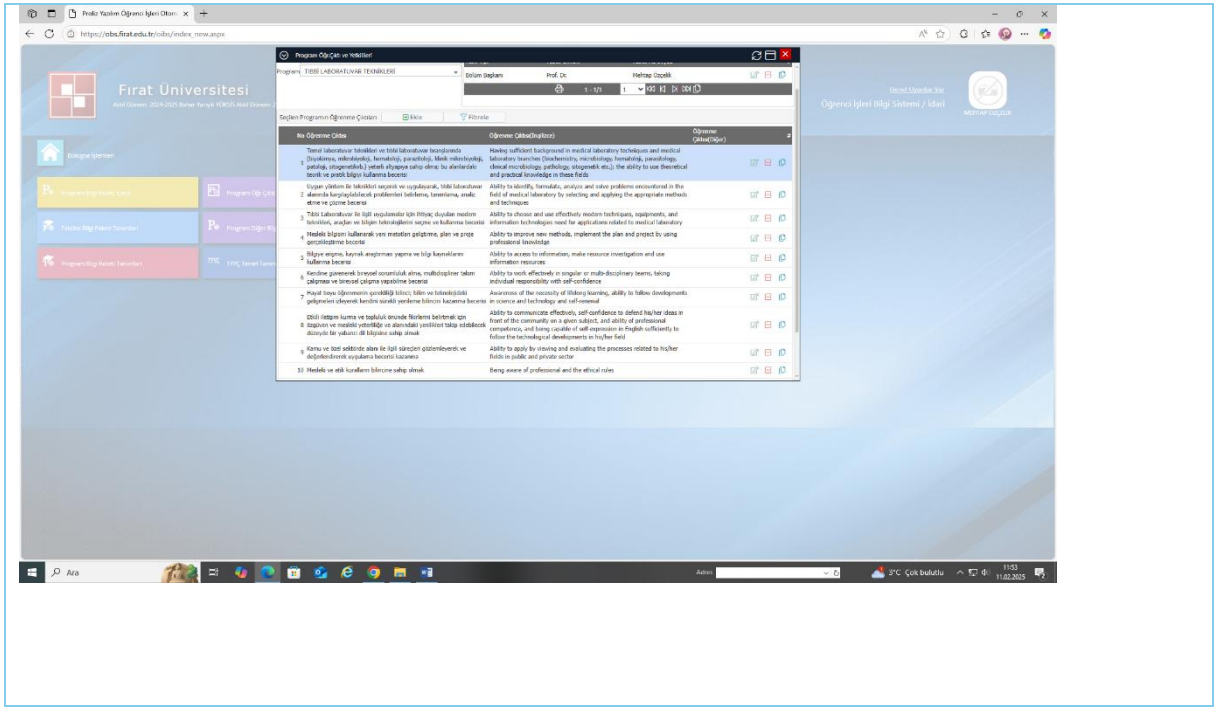 Proliz Yazılım Öğrenci İşleri Otom
https://obs.firat.edu.tr/oibs/index_new.aspx
Fırat Üniversitesi
Genel Uyarılar Var
Öğrenci İşleri Bilgi Sistemi / İdari
MEHTAP ÖZÇELİK
Bologna İşlemleri
Program Öğr.Çıktı ve Yetkilileri
Program TIBBİ LABORATUVAR TEKNİKLERİ
Bölüm Başkanı Prof. Dr. Mehtap Özçelik
1 - 1/1 1
Seçilen Programın Öğrenme Çıktıları Ekle Filtrele
No Öğrenme Çıktısı Öğrenme Çıktısı(İngilizce) Öğrenme
Çıktısı(Diğer) #
1 Temel laboratuvar teknikleri ve tıbbi laboratuvar branşlarında
(biyokimya, mikrobiyoloji, hematoloji, parazitoloji, klinik mikrobiyoloji,
patoloji, sitogenetikvb.) yeterli altyapıya sahip olma; bu alanlardaki
teorik ve pratik bilgiyi kullanma becerisi
Having sufficient background in medical laboratory techniques and medical
laboratory branches (biochemistry, microbiology, hematoloji, parasitology,
clinical microbiology, pathology, sitogenetik etc.); the ability to use theoretical
and practical knowledge in these fields
2 Uygun yöntem ile teknikleri seçerek ve uygulayarak, tıbbi laboratuvar
alanında karşılaşılabilecek problemleri belirleme, tanımlama, analiz
etme ve çözme becerisi
Ability to identify, formulate, analyze and solve problems encountered in the
field of medical laboratory by selecting and applying the appropriate methods
and techniques
3 Tıbbi Laboratuvar ile ilgili uygulamalar için ihtiyaç duyulan modern
teknikleri, araçları ve bilişim teknolojilerini seçme ve kullanma becerisi
Ability to choose and use effectively modern techniques, equipments, and
information technologies need for applications related to medical laboratory
4 Mesleki bilgisini kullanarak yeni metotları geliştirme, plan ve proje
gerçekleştirme becerisi
Ability to improve new methods, implement the plan and project by using
professional knowledge
5 Bilgiye erişme, kaynak araştırması yapma ve bilgi kaynaklarını
kullanma becerisi
Ability to access to information, make resource investigation and use
information resources
6 Kendine güvenerek bireysel sorumluluk alma, multidisipliner takım
çalışması ve bireysel çalışma yapabilme becerisi
Ability to work effectively in singular or multi-disciplinary teams, taking
individual responsibility with self-confidence
7 Hayat boyu öğrenmenin gerekliliği bilinci; bilim ve teknolojideki
gelişmeleri izleyerek kendini sürekli yenileme bilincini kazanma becerisi
Awareness of the necessity of lifelong learning, ability to follow developments
in science and technology and self-renewal
8 Etkili iletişim kurma ve topluluk önünde fikirlerini belirtmek için
özgüven ve mesleki yeterliliğe ve alanındaki yenilikleri takip edebilecek
düzeyde bir yabancı dil bilgisine sahip olmak
Ability to communicate effectively, self-confidence to defend his/her ideas in
front of the community on a given subject, and ability of professional
competence, and being capable of self-expression in English sufficiently to
follow the technological developments in his/her field
9 Kamu ve özel sektörde alanı ile ilgili süreçleri gözlemleyerek ve
değerlendirerek uygulama becerisi kazanma
Ability to apply by viewing and evaluating the processes related to his/her
fields in public and private sector
10 Mesleki ve etik kuralların bilincine sahip olmak
Being aware of professional and the ethical rules
Ara
Adres
3°C Çok bulutlu
11:53
11.02.2025